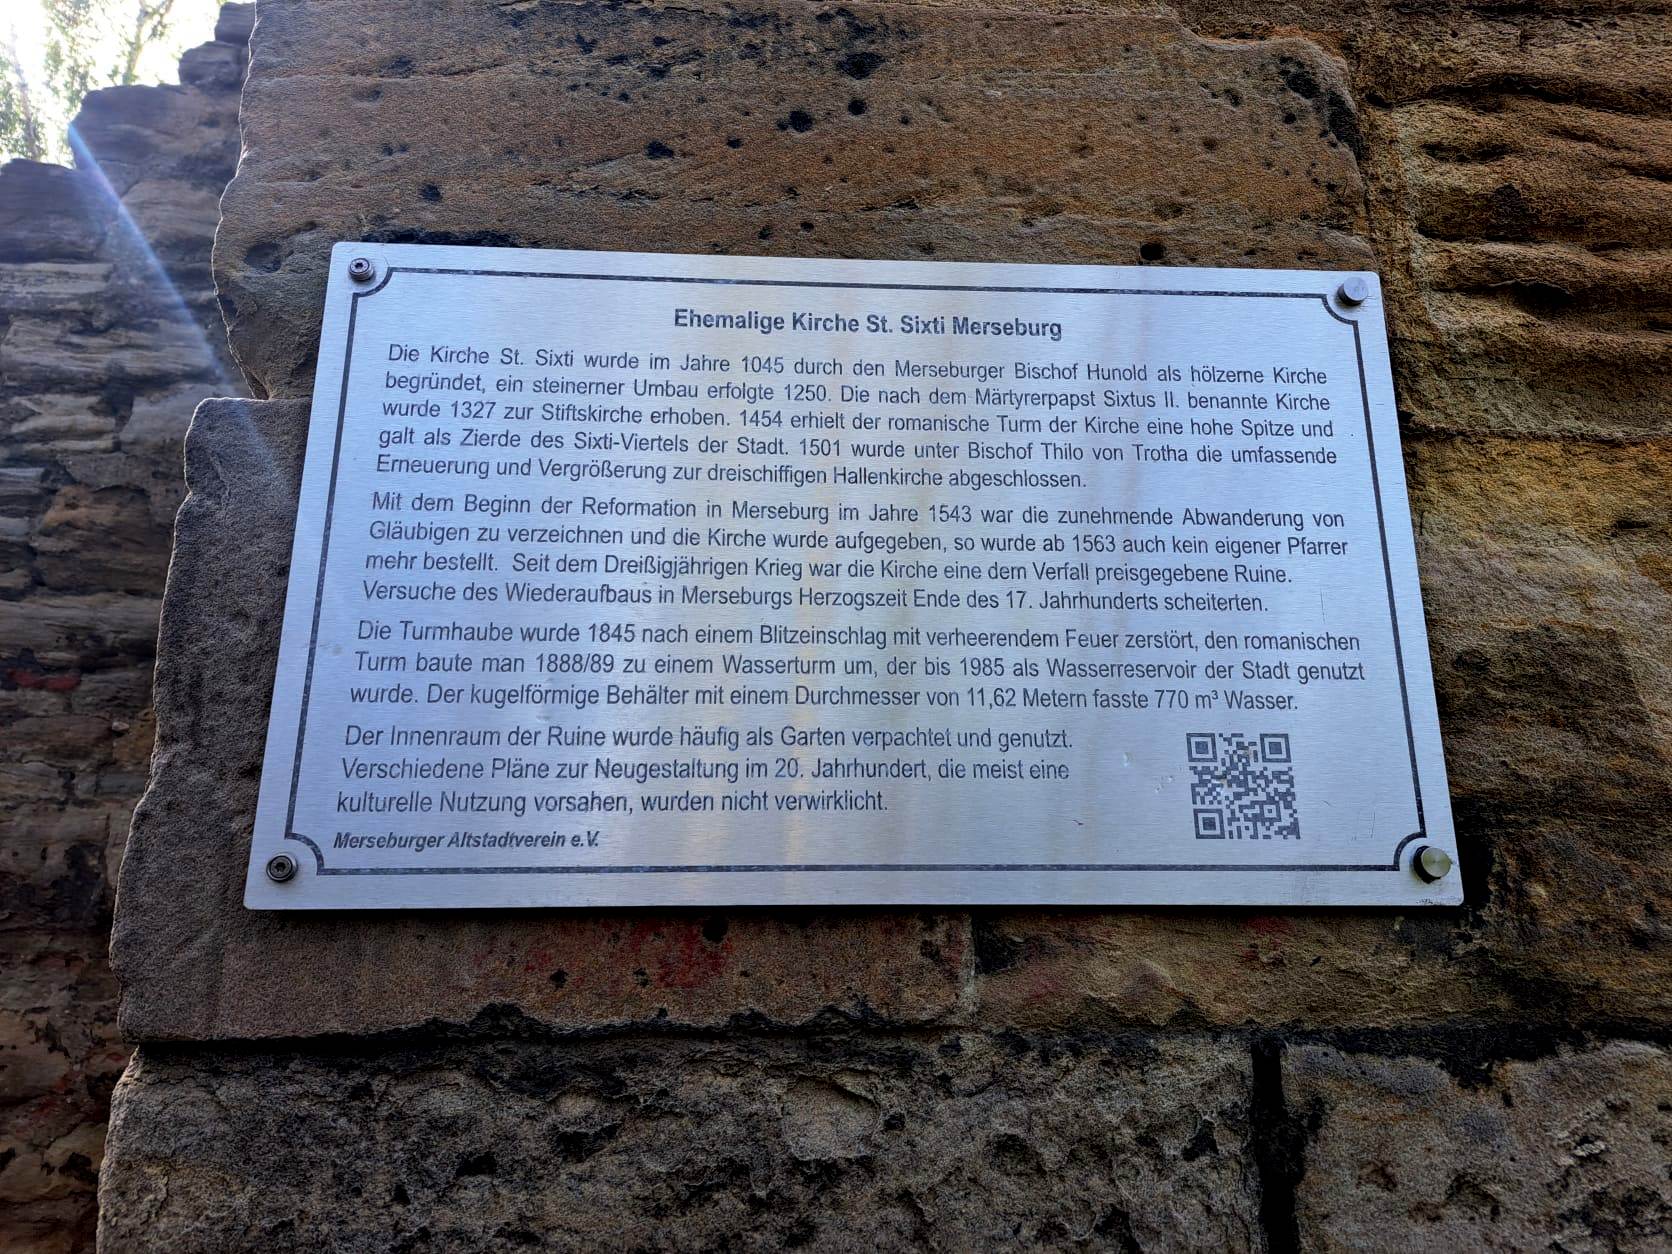 Ehemalige Kirche St. Sixti Merseburg
Die Kirche St. Sixti wurde im Jahre 1045 durch den Merseburger Bischof Hunold als hölzerne Kirche
begründet, ein steinerner Umbau erfolgte 1250. Die nach dem Märtyrerpapst Sixtus II. benannte Kirche
wurde 1327 zur Stiftskirche erhoben. 1454 erhielt der romanische Turm der Kirche eine hohe Spitze und
galt als Zierde des Sixti-Viertels der Stadt. 1501 wurde unter Bischof Thilo von Trotha die umfassende
Erneuerung und Vergrößerung zur dreischiffigen Hallenkirche abgeschlossen.
Mit dem Beginn der Reformation in Merseburg im Jahre 1543 war die zunehmende Abwanderung von
Gläubigen zu verzeichnen und die Kirche wurde aufgegeben, so wurde ab 1563 auch kein eigener Pfarrer
mehr bestellt. Seit dem Dreißigjährigen Krieg war die Kirche eine dem Verfall preisgegebene Ruine.
Versuche des Wiederaufbaus in Merseburgs Herzogszeit Ende des 17. Jahrhunderts scheiterten.
Die Turmhaube wurde 1845 nach einem Blitzeinschlag mit verheerendem Feuer zerstört, den romanischen
Turm baute man 1888/89 zu einem Wasserturm um, der bis 1985 als Wasserreservoir der Stadt genutzt
wurde. Der kugelförmige Behälter mit einem Durchmesser von 11,62 Metern fasste 770 m³ Wasser.
Der Innenraum der Ruine wurde häufig als Garten verpachtet und genutzt.
Verschiedene Pläne zur Neugestaltung im 20. Jahrhundert, die meist eine
kulturelle Nutzung vorsahen, wurden nicht verwirklicht.
Merseburger Altstadtverein e.V.